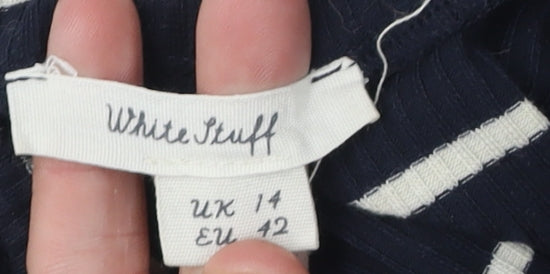 White Stuff
UK 14
EU 42